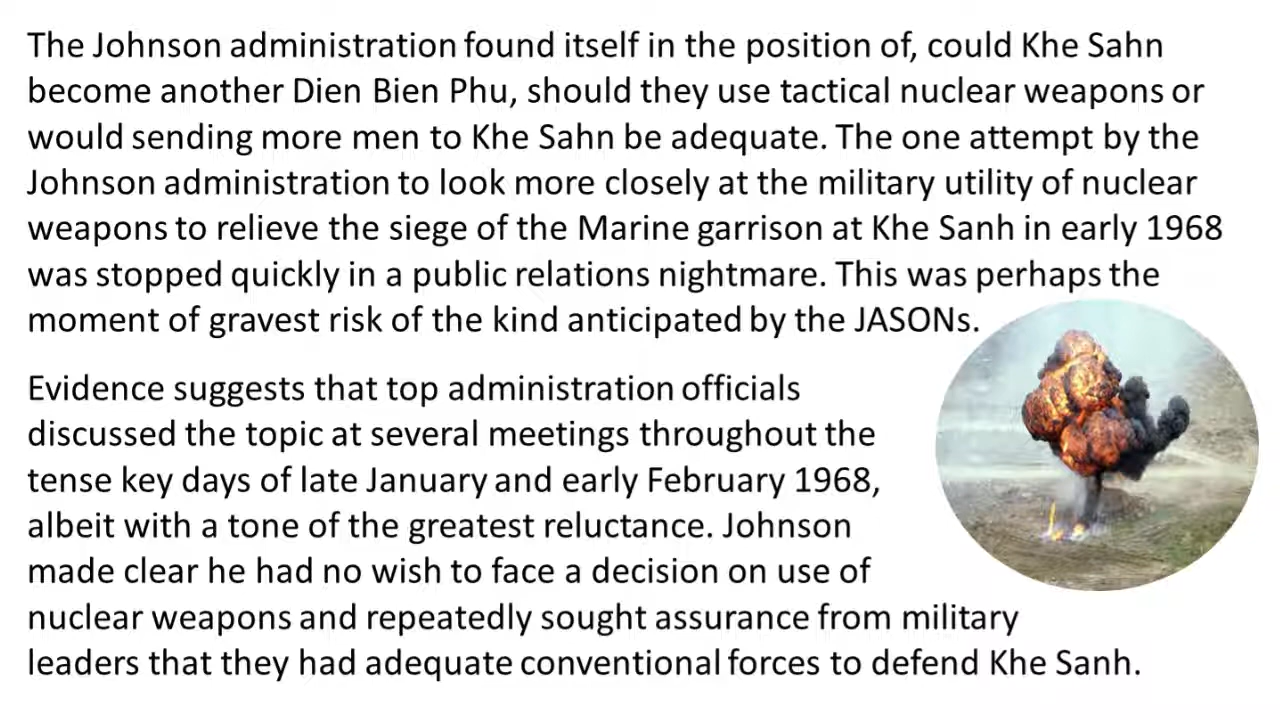 The Johnson administration found itself in the position of, could Khe Sahn
become another Dien Bien Phu, should they use tactical nuclear weapons or
would sending more men to Khe Sahn be adequate. The one attempt by the
Johnson administration to look more closely at the military utility of nuclear
weapons to relieve the siege of the Marine garrison at Khe Sanh in early 1968
was stopped quickly in a public relations nightmare. This was perhaps the
moment of gravest risk of the kind anticipated by the JASONs.
Evidence suggests that top administration officials
discussed the topic at several meetings throughout the
tense key days of late January and early February 1968,
albeit with a tone of the greatest reluctance. Johnson
made clear he had no wish to face a decision on use of
nuclear weapons and repeatedly sought assurance from military
leaders that they had adequate conventional forces to defend Khe Sanh.